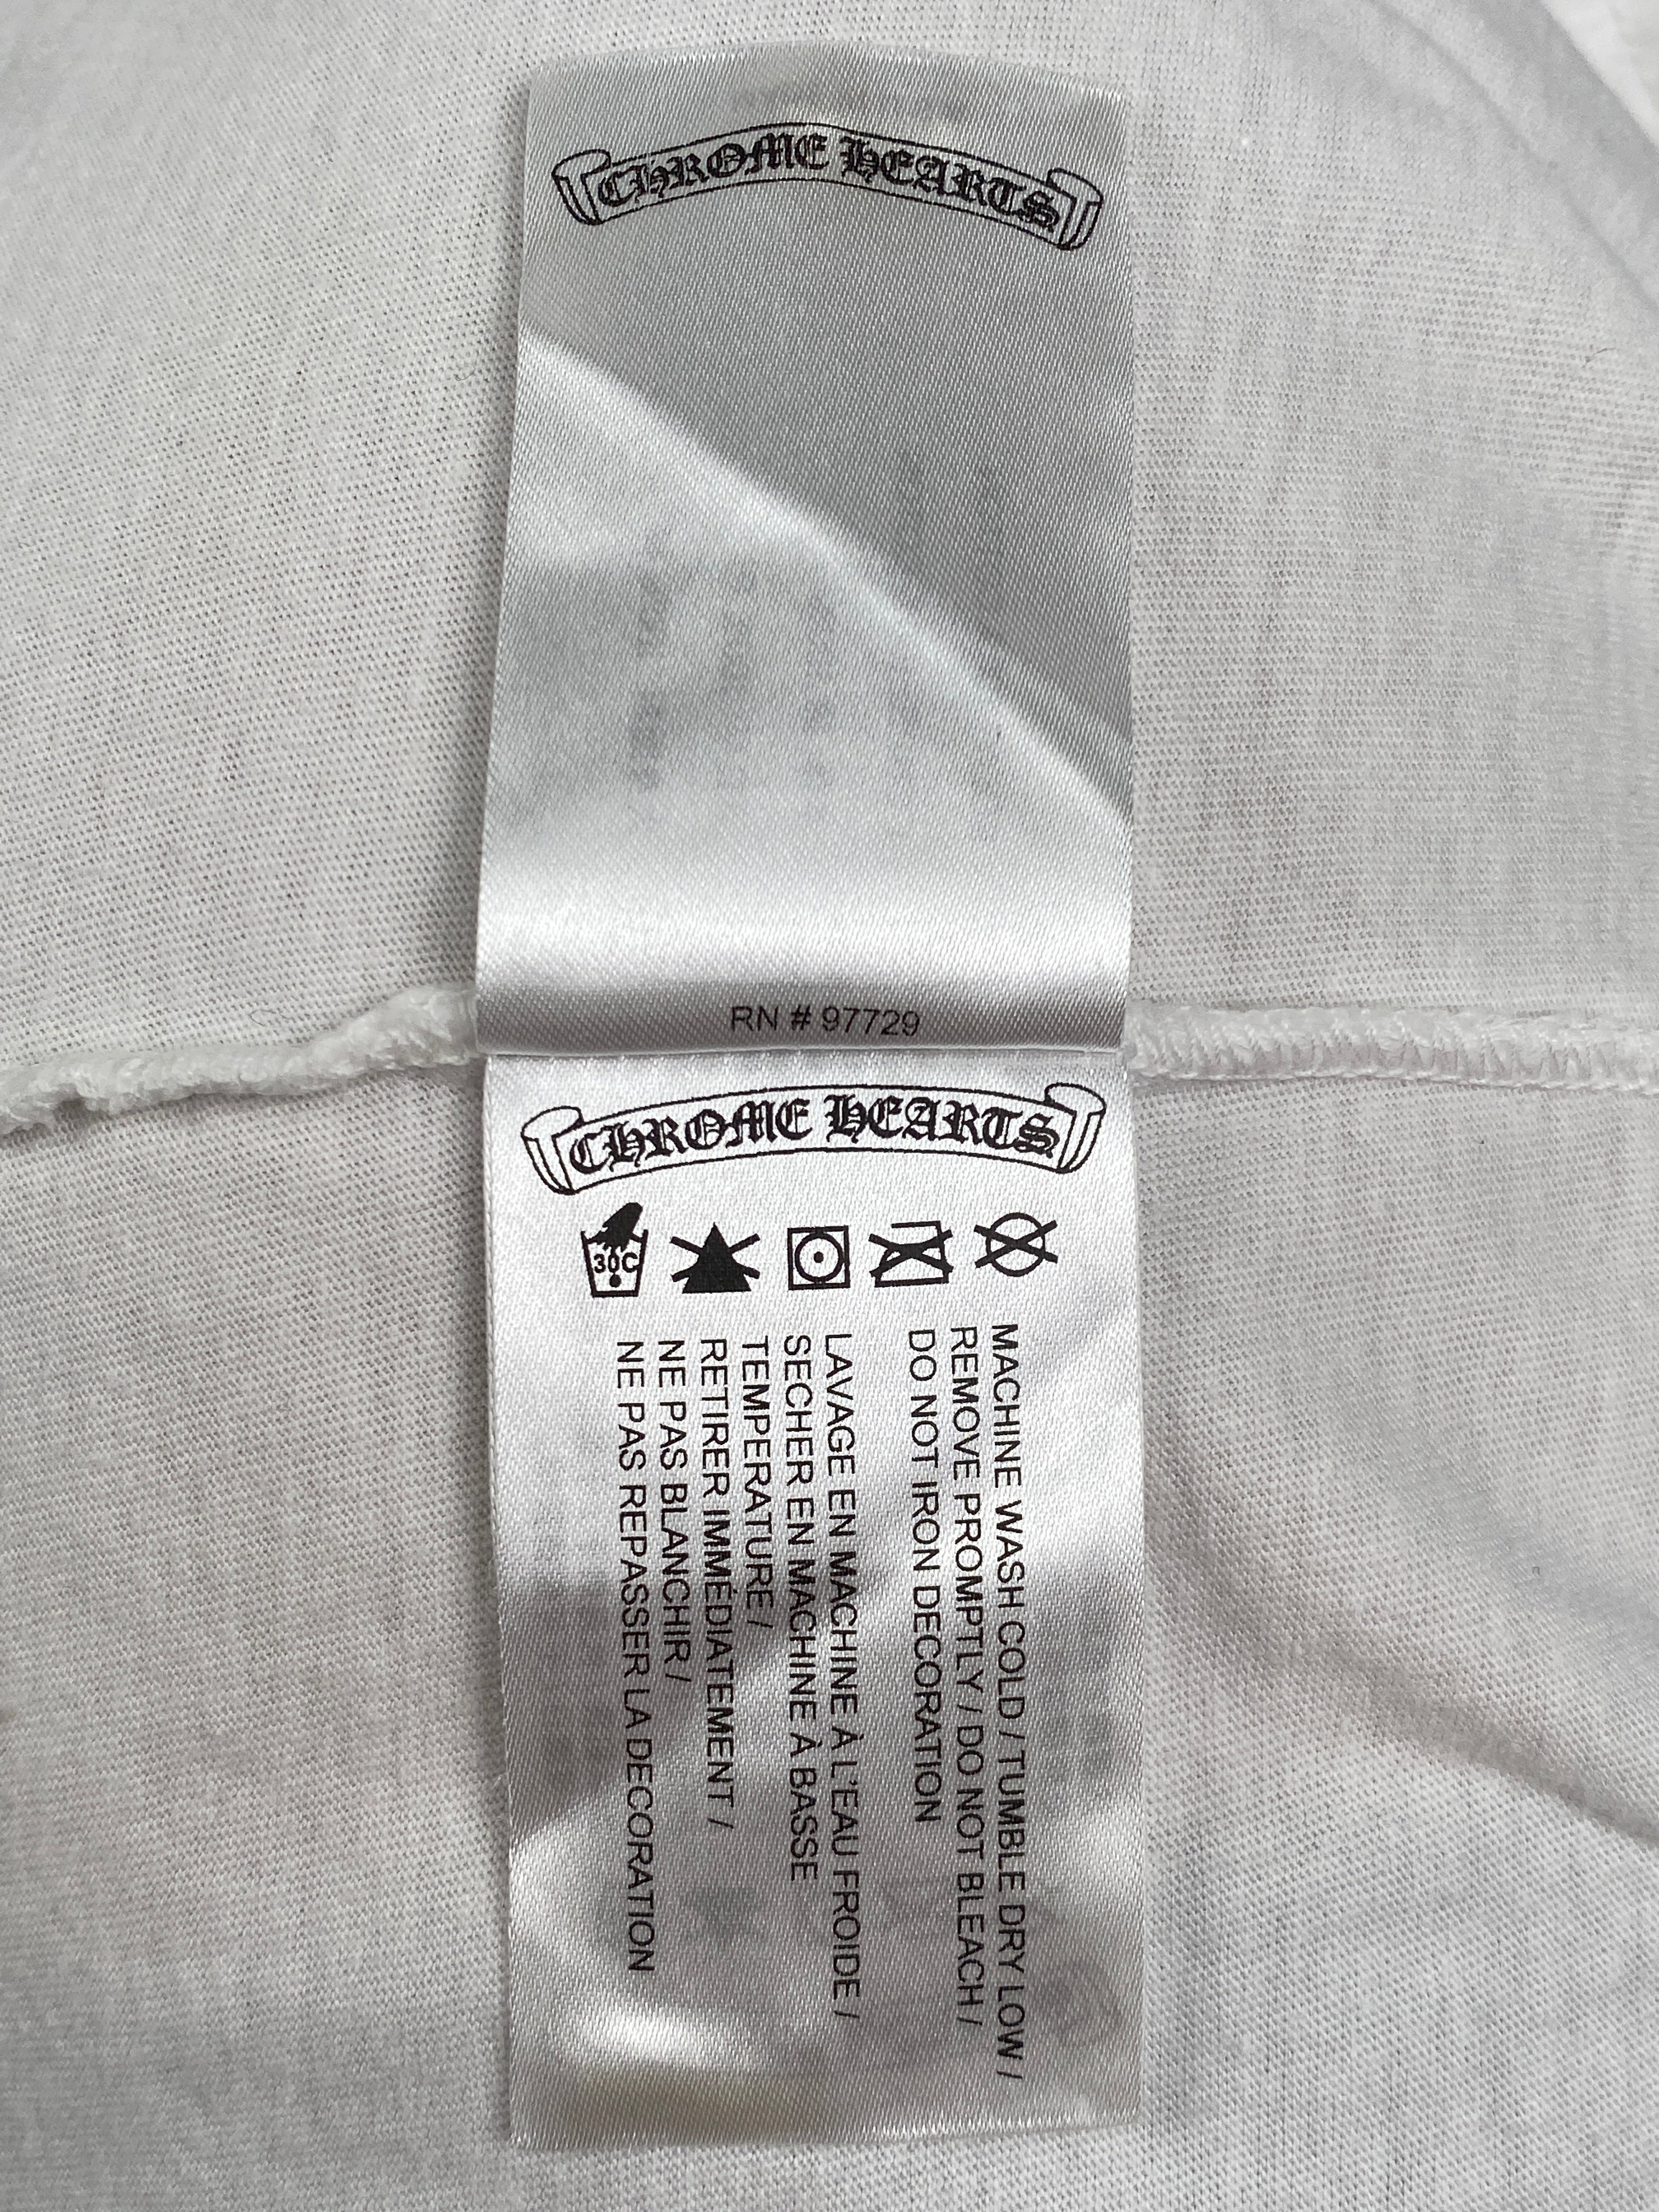 CHROME HEARTS
RN # 97729
CHROME HEARTS
30C
MACHINE WASH COLD / TUMBLE DRY LOW /
REMOVE PROMPTLY / DO NOT BLEACH /
DO NOT IRON DECORATION
LAVAGE EN MACHINE À L'EAU FROIDE /
SECHER EN MACHINE À BASSE
TEMPERATURE /
RETIRER IMMÉDIATEMENT /
NE PAS BLANCHIR /
NE PAS REPASSER LA DECORATION